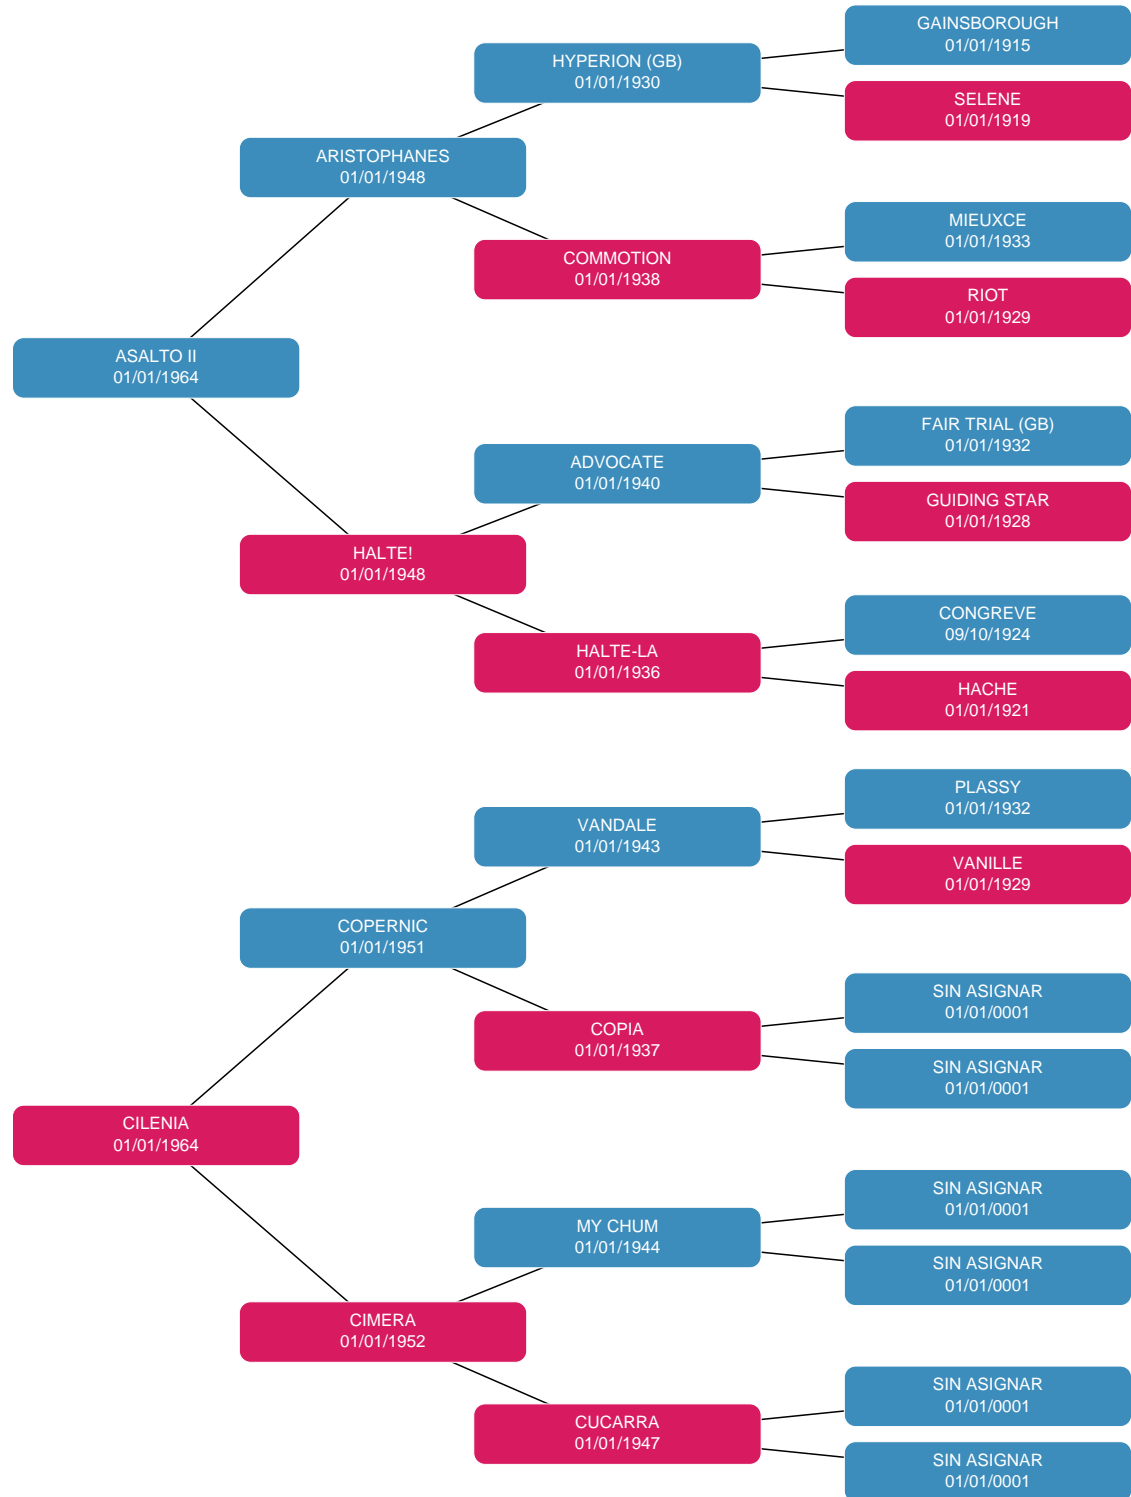 GAINSBOROUGH
01/01/1915
HYPERION (GB)
01/01/1930
SELENE
01/01/1919
ARISTOPHANES
01/01/1948
MIEUXCE
01/01/1933
COMMOTION
01/01/1938
RIOT
01/01/1929
ASALTO II
01/01/1964
FAIR TRIAL (GB)
01/01/1932
ADVOCATE
01/01/1940
GUIDING STAR
01/01/1928
HALTE!
01/01/1948
CONGREVE
09/10/1924
HALTE-LA
01/01/1936
HACHE
01/01/1921
PLASSY
01/01/1932
VANDALE
01/01/1943
VANILLE
01/01/1929
COPERNIC
01/01/1951
SIN ASIGNAR
01/01/0001
COPIA
01/01/1937
SIN ASIGNAR
01/01/0001
CILENIA
01/01/1964
SIN ASIGNAR
01/01/0001
MY CHUM
01/01/1944
SIN ASIGNAR
01/01/0001
CIMERA
01/01/1952
SIN ASIGNAR
01/01/0001
CUCARRA
01/01/1947
SIN ASIGNAR
01/01/0001